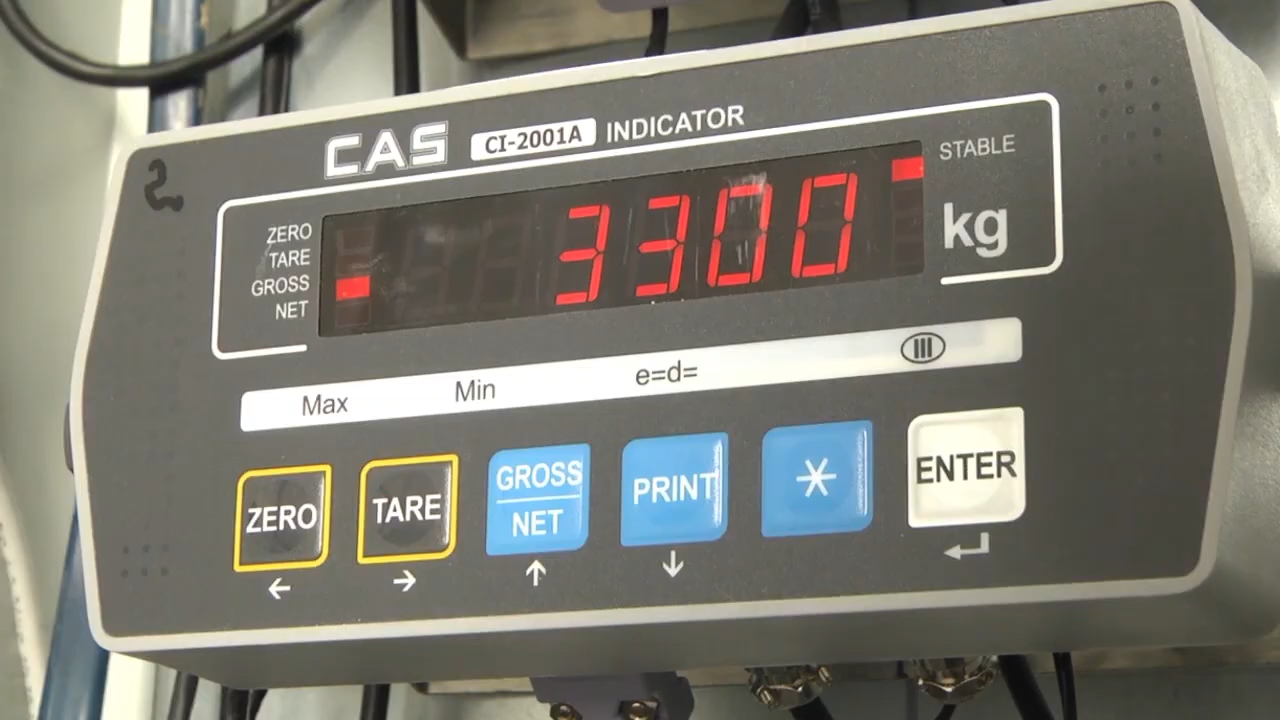 CAS CI-2001A INDICATOR
2
ZERO
TARE
GROSS
NET
3300
STABLE
kg
Max Min e=d= III
ZERO TARE GROSS NET PRINT * ENTER
← → ↑ ↓ ↵